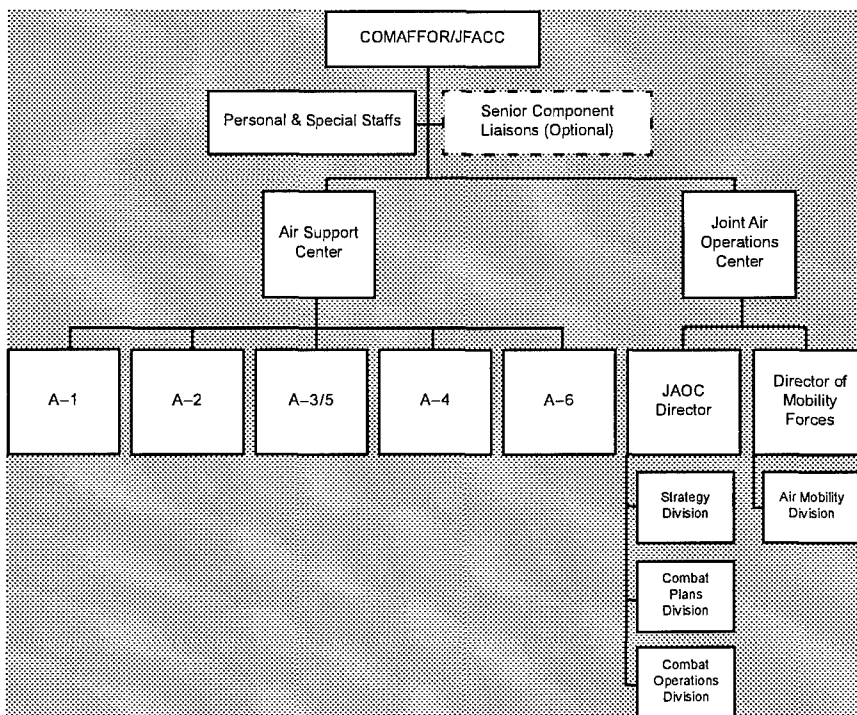 COMAFFOR/JFACC
Personal & Special Staffs
Senior Component
Liaisons (Optional)
Air Support
Center
Joint Air
Operations
Center
A–1
A–2
A–3/5
A–4
A–6
JAOC
Director
Director of
Mobility
Forces
Strategy
Division
Air Mobility
Division
Combat
Plans
Division
Combat
Operations
Division